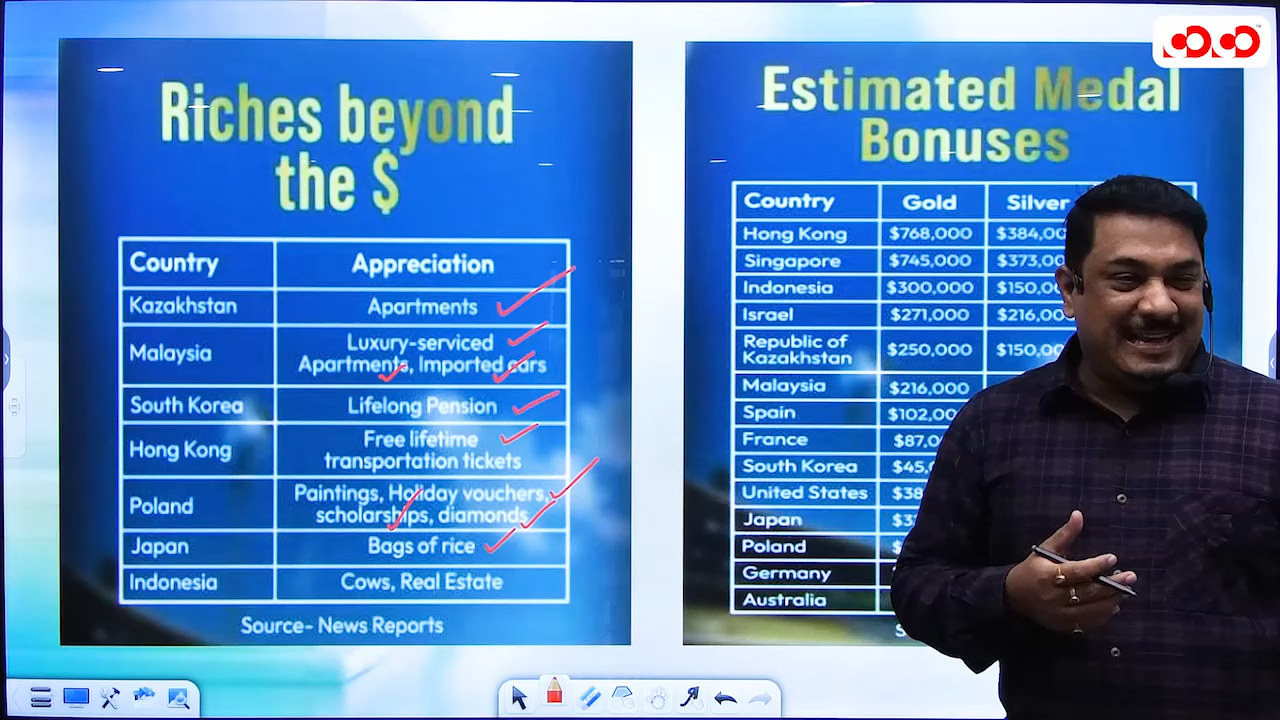 Riches beyond
the $
Country Appreciation
Kazakhstan Apartments
Malaysia Luxury-serviced
Apartments, Imported cars
South Korea Lifelong Pension
Hong Kong Free lifetime
transportation tickets
Poland Paintings, Holiday vouchers,
scholarships, diamonds
Japan Bags of rice
Indonesia Cows, Real Estate
Source- News Reports
Estimated Medal
Bonuses
Country Gold Silver
Hong Kong $768,000
Singapore $745,000
Indonesia $300,000
Israel $271,000
Republic of
Kazakhstan $250,000
Malaysia $216,000
Spain
France
South Korea
United States
Japan
Poland
Germany
Australia